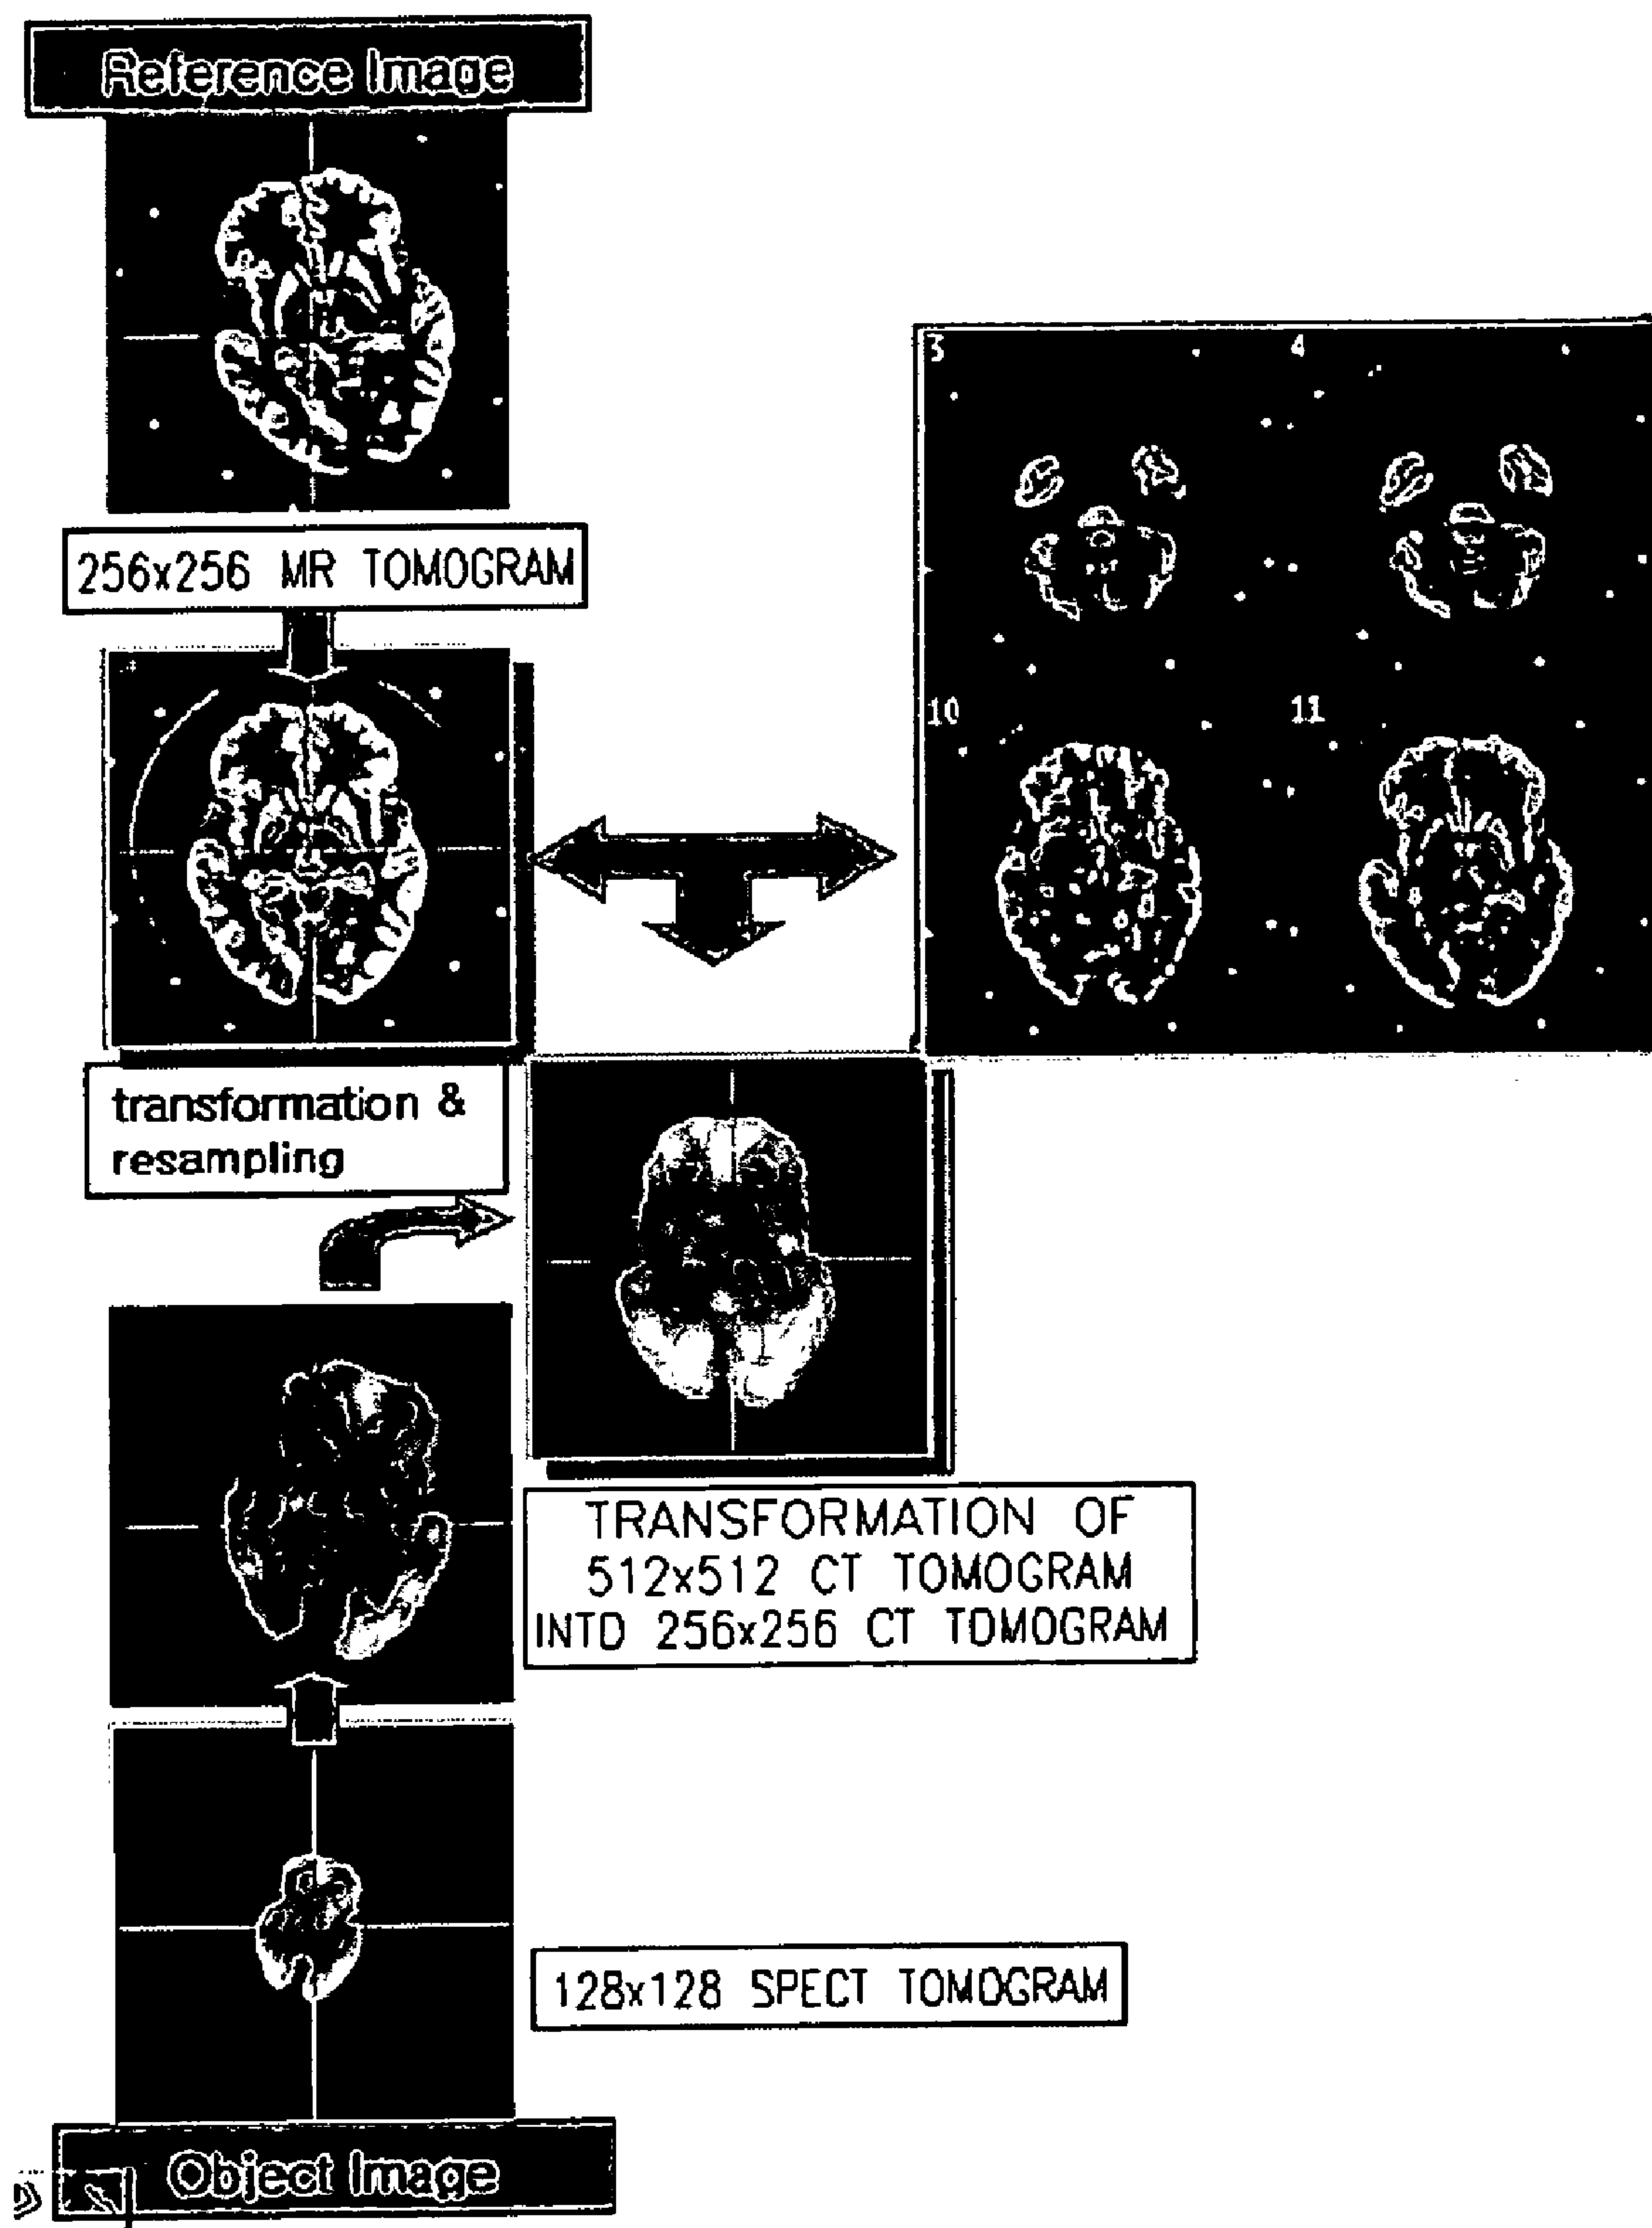 Reference Image
256x256 MR TOMOGRAM
3
4
10
11
transformation &
resampling
TRANSFORMATION OF
512x512 CT TOMOGRAM
INTO 256x256 CT TOMOGRAM
128x128 SPECT TOMOGRAM
Object Image